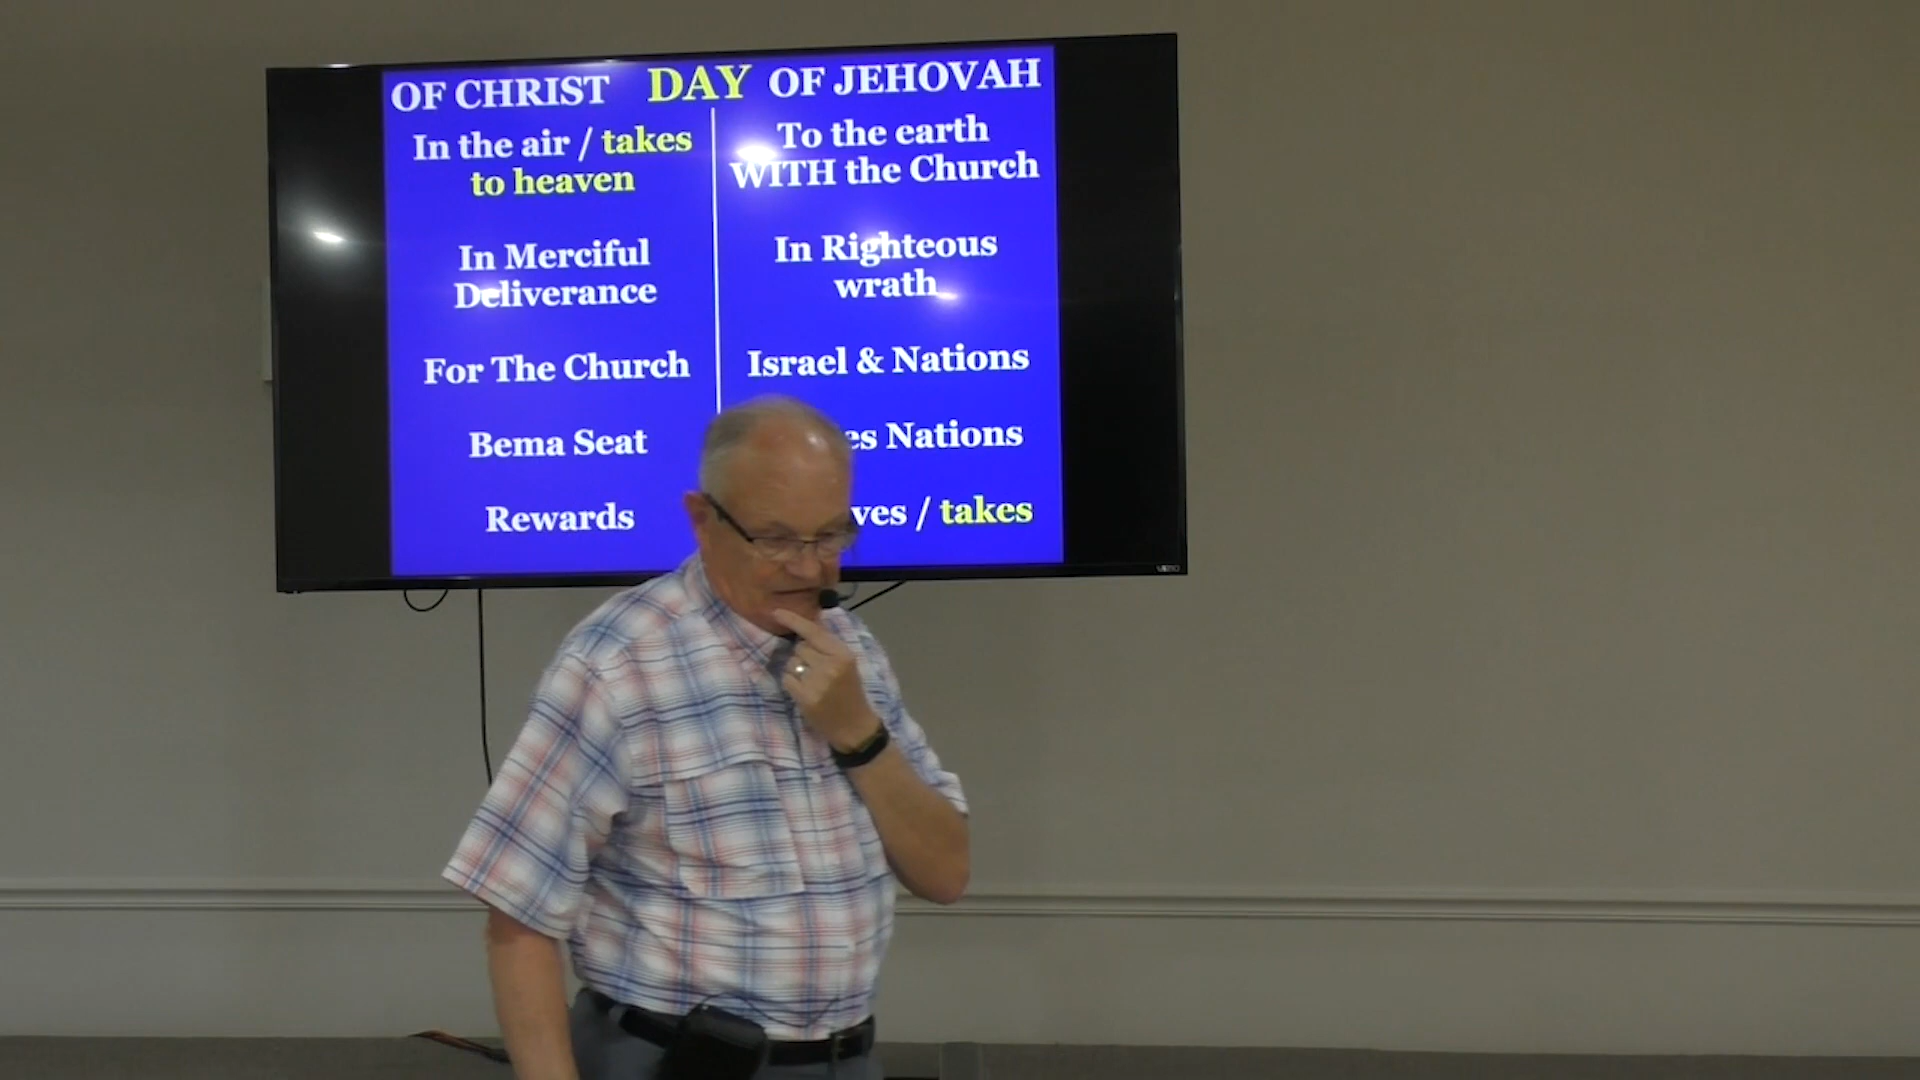 OF CHRIST DAY OF JEHOVAH
In the air / takes
to heaven
To the earth
WITH the Church
In Merciful
Deliverance
In Righteous
wrath
For The Church
Israel & Nations
Bema Seat
Nations
Rewards
/ takes
VIZIO